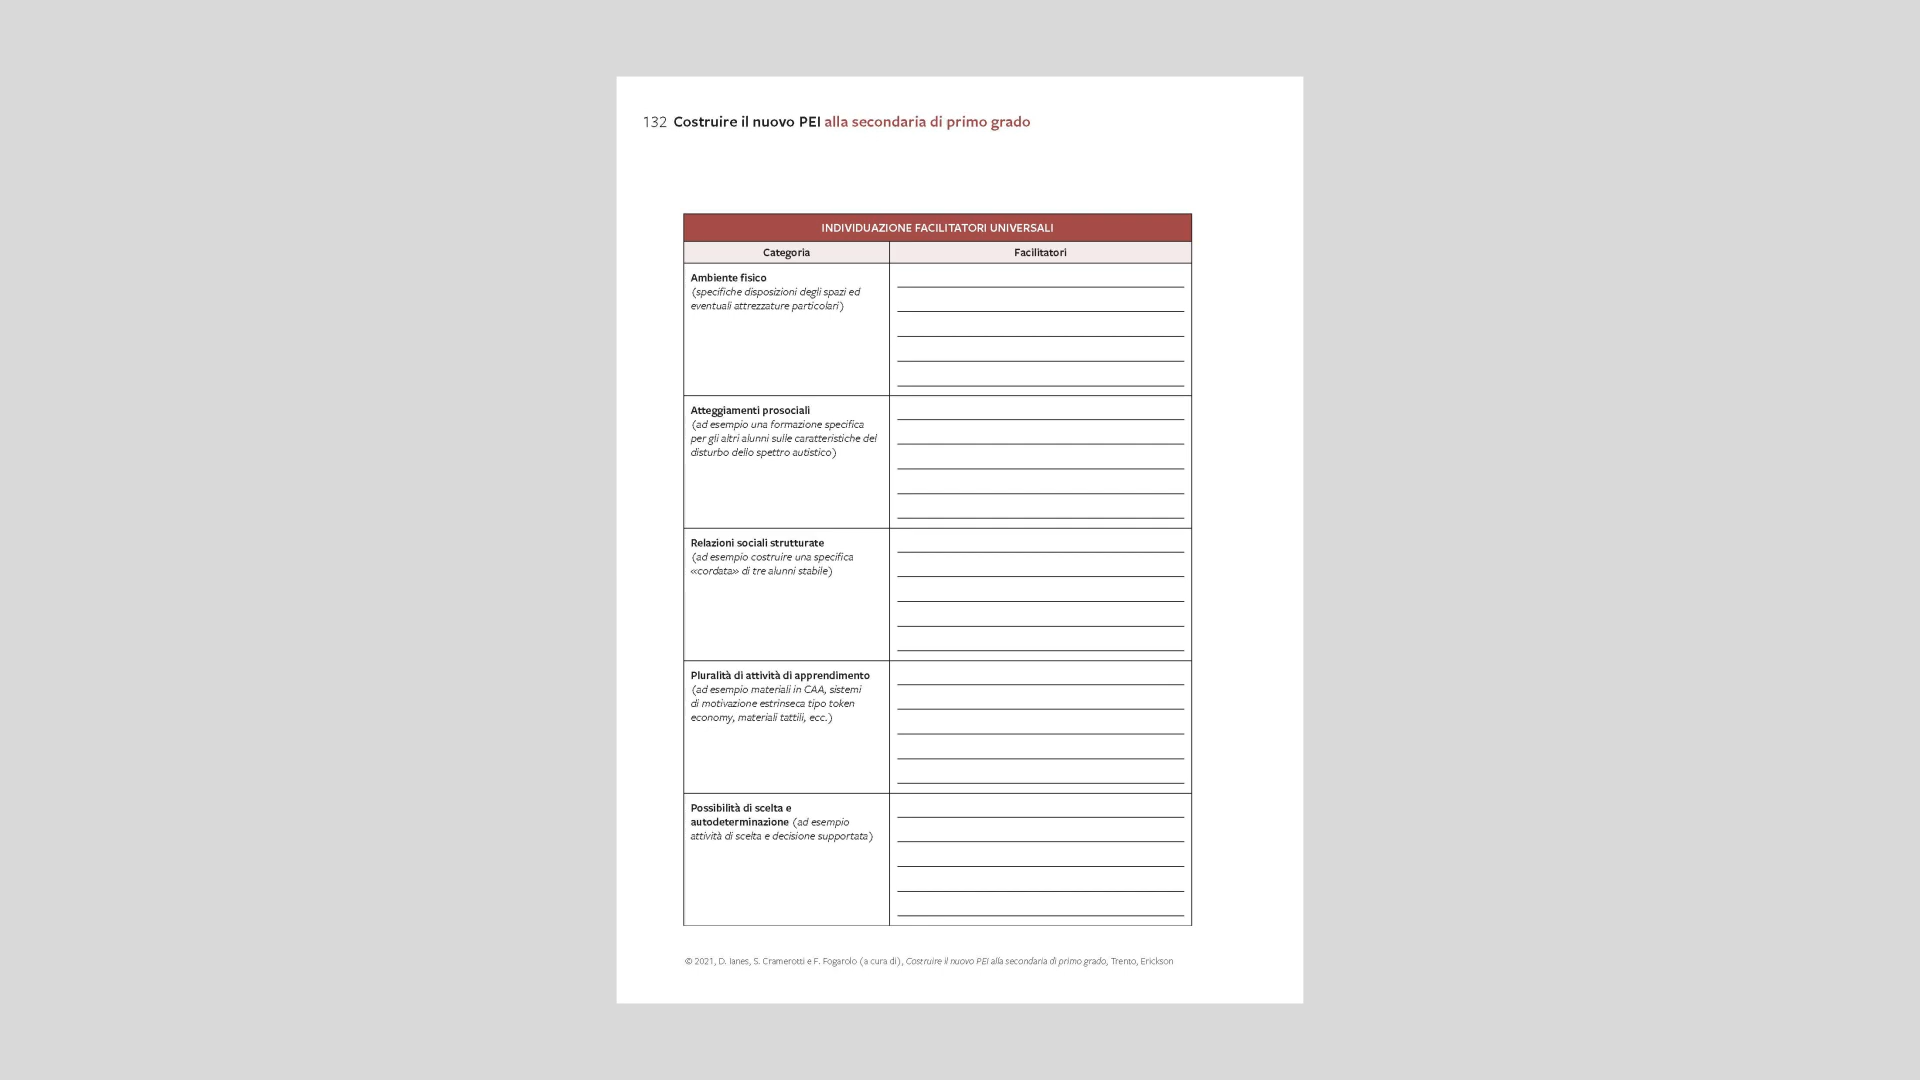 132 Costruire il nuovo PEI alla secondaria di primo grado
INDIVIDUAZIONE FACILITATORI UNIVERSALI
Categoria Facilitatori
Ambiente fisico
(specifiche disposizioni degli spazi ed
eventuali attrezzature particolari)
Atteggiamenti prosociali
(ad esempio una formazione specifica
per gli altri alunni sulle caratteristiche del
disturbo dello spettro autistico)
Relazioni sociali strutturate
(ad esempio costruire una specifica
«cordata» di tre alunni stabile)
Pluralità di attività di apprendimento
(ad esempio materiali in CAA, sistemi
di motivazione estrinseca tipo token
economy, materiali tattili, ecc.)
Possibilità di scelta e
autodeterminazione (ad esempio
attività di scelta e decisione supportata)
© 2021, D. Ianes, S. Cramerotti e F. Fogarolo (a cura di), Costruire il nuovo PEI alla secondaria di primo grado, Trento, Erickson